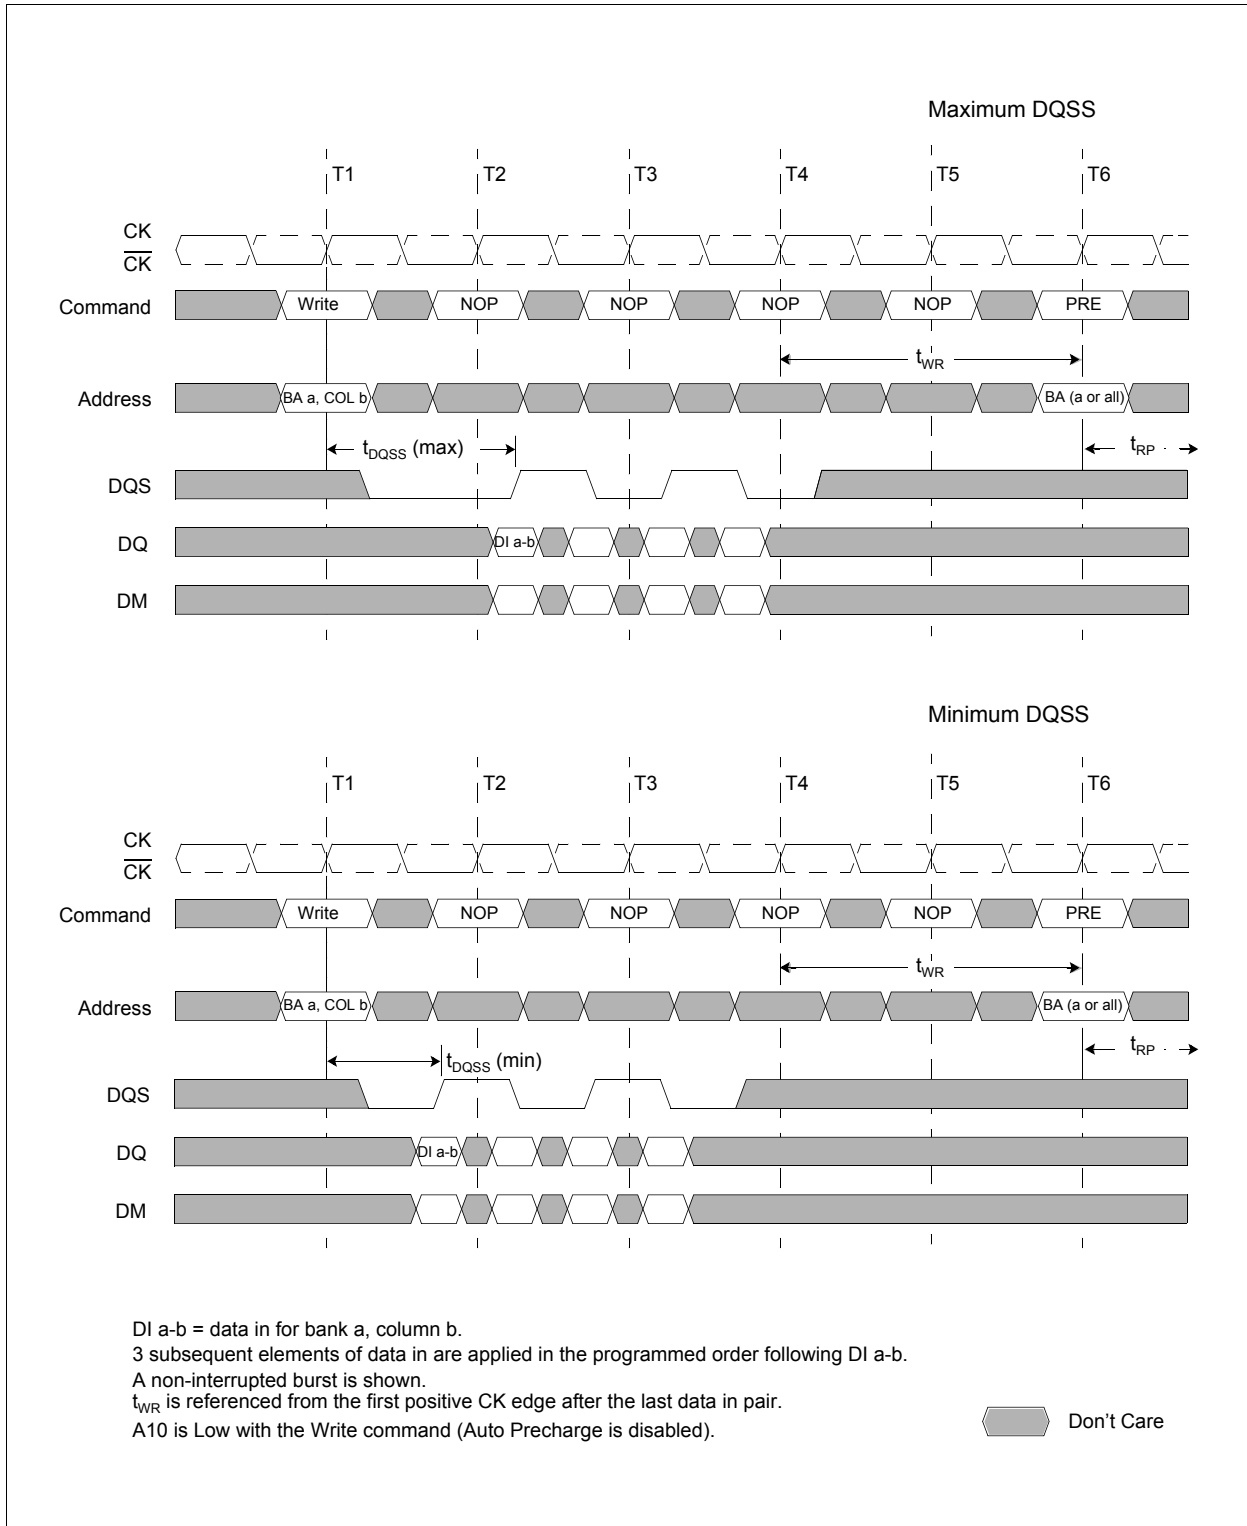 Maximum DQSS
T1 T2 T3 T4 T5 T6
CK
CK
Command Write NOP NOP NOP NOP PRE
tWR
Address BA a, COL b BA (a or all)
tDQSS (max) tRP
DQS
DQ DI a-b
DM
Minimum DQSS
T1 T2 T3 T4 T5 T6
CK
CK
Command Write NOP NOP NOP NOP PRE
tWR
Address BA a, COL b BA (a or all)
tDQSS (min) tRP
DQS
DQ DI a-b
DM
DI a-b = data in for bank a, column b.
3 subsequent elements of data in are applied in the programmed order following DI a-b.
A non-interrupted burst is shown.
tWR is referenced from the first positive CK edge after the last data in pair.
A10 is Low with the Write command (Auto Precharge is disabled).
Don't Care